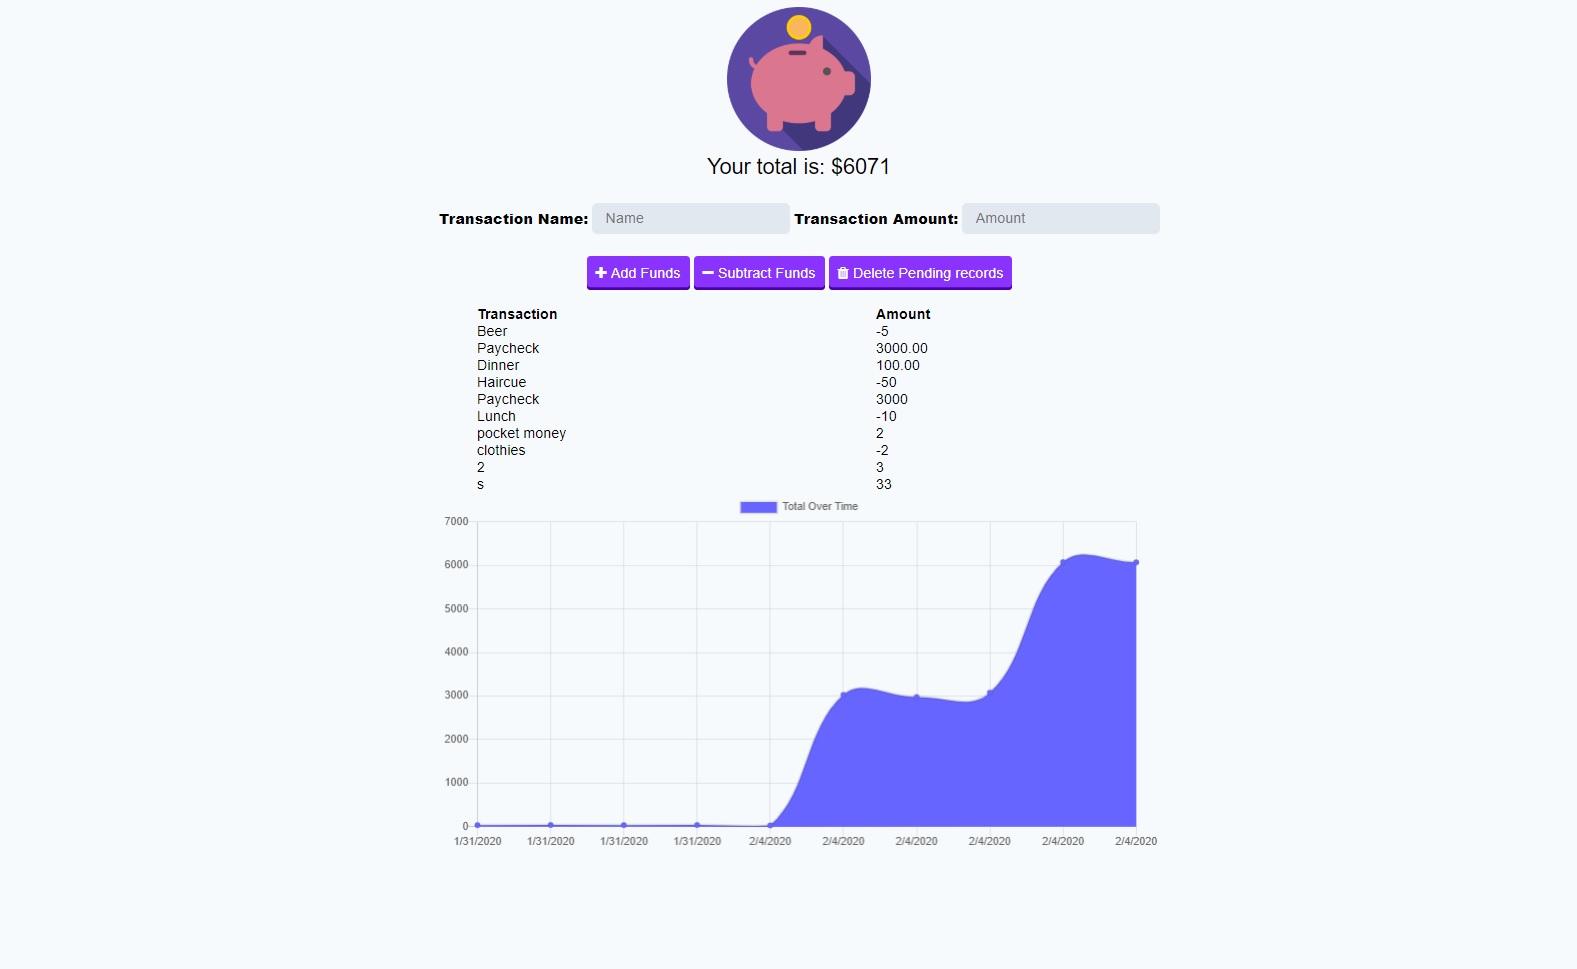 Your total is: $6071
Transaction Name: Name Transaction Amount: Amount
Add Funds Subtract Funds Delete Pending records
Transaction Amount
Beer -5
Paycheck 3000.00
Dinner 100.00
Haircue -50
Paycheck 3000
Lunch -10
pocket money 2
clothies -2
2 3
s 33
Total Over Time
7000
6000
5000
4000
3000
2000
1000
0
1/31/2020 1/31/2020 1/31/2020 1/31/2020 2/4/2020 2/4/2020 2/4/2020 2/4/2020 2/4/2020 2/4/2020